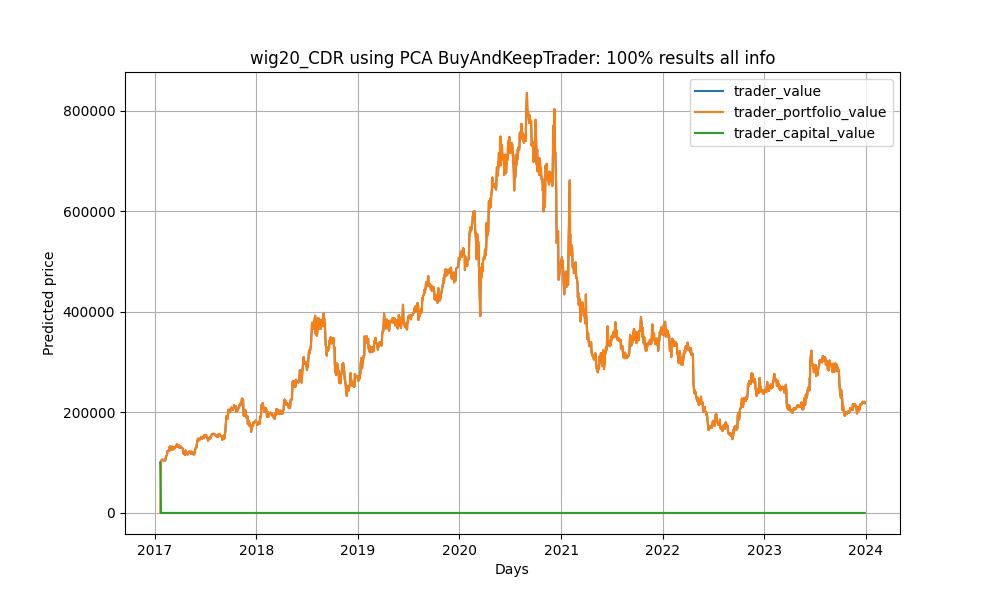 wig20_CDR using PCA BuyAndKeepTrader: 100% results all info
trader_value
trader_portfolio_value
trader_capital_value
Predicted price
800000
600000
400000
200000
0
2017 2018 2019 2020 2021 2022 2023 2024
Days